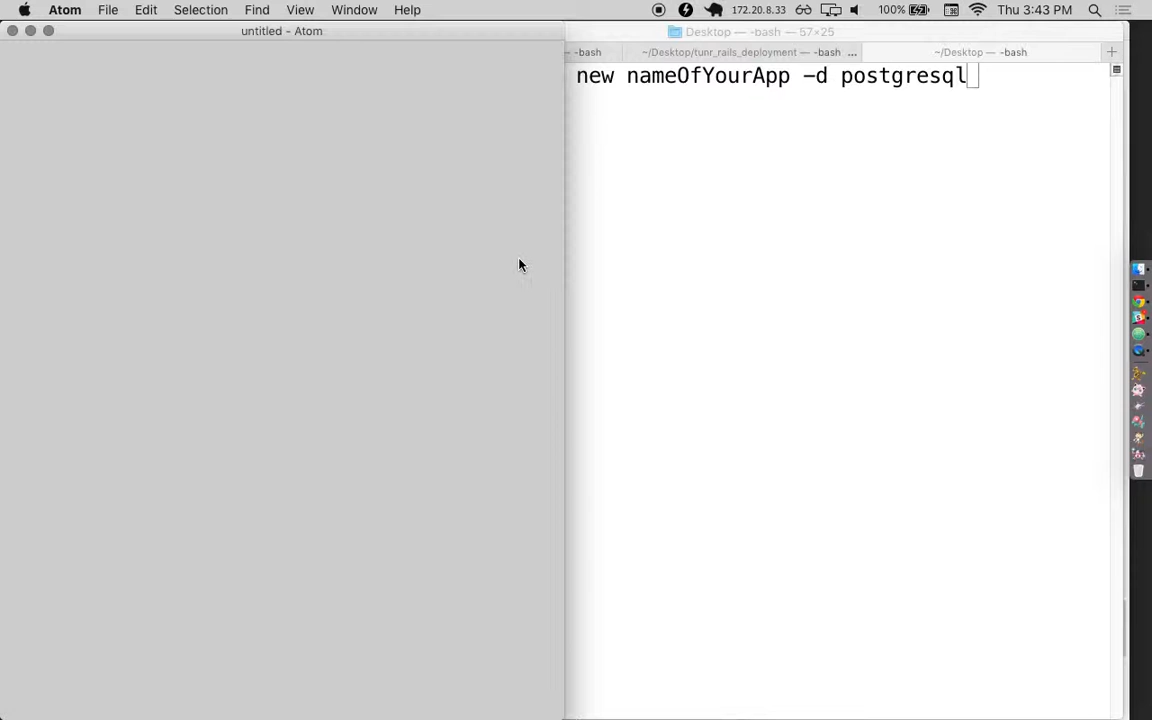 Atom File Edit Selection View Find Window Help 172.20.8.33 100% Thu 3:43 PM
untitled - Atom
Desktop — -bash — 57×25
— -bash ~/Desktop/tunr_rails_deployment — -bash ... ~/Desktop — -bash +
new nameOfYourApp -d postgresql